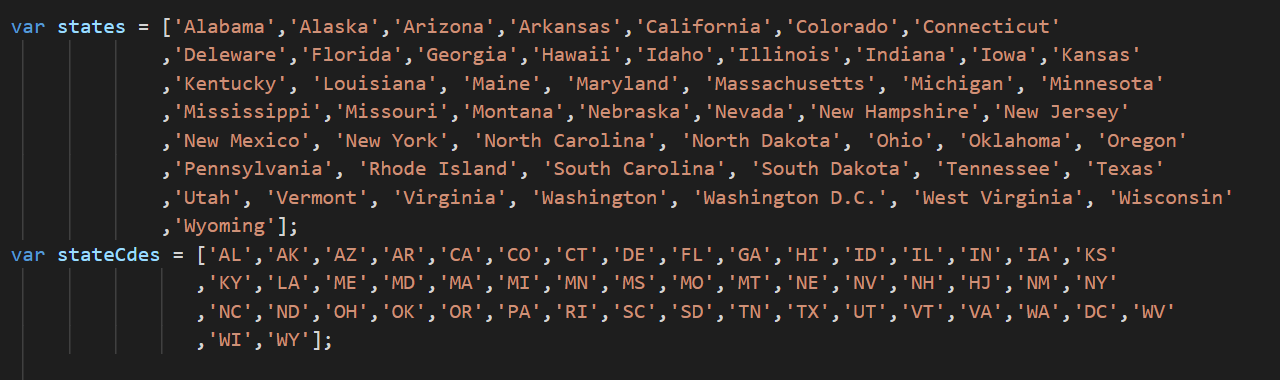 var states = ['Alabama','Alaska','Arizona','Arkansas','California','Colorado','Connecticut'
,'Deleware','Florida','Georgia','Hawaii','Idaho','Illinois','Indiana','Iowa','Kansas'
,'Kentucky', 'Louisiana', 'Maine', 'Maryland', 'Massachusetts', 'Michigan', 'Minnesota'
,'Mississippi','Missouri','Montana','Nebraska','Nevada','New Hampshire','New Jersey'
,'New Mexico', 'New York', 'North Carolina', 'North Dakota', 'Ohio', 'Oklahoma', 'Oregon'
,'Pennsylvania', 'Rhode Island', 'South Carolina', 'South Dakota', 'Tennessee', 'Texas'
,'Utah', 'Vermont', 'Virginia', 'Washington', 'Washington D.C.', 'West Virginia', 'Wisconsin'
,'Wyoming'];
var stateCdes = ['AL','AK','AZ','AR','CA','CO','CT','DE','FL','GA','HI','ID','IL','IN','IA','KS'
,'KY','LA','ME','MD','MA','MI','MN','MS','MO','MT','NE','NV','NH','HJ','NM','NY'
,'NC','ND','OH','OK','OR','PA','RI','SC','SD','TN','TX','UT','VT','VA','WA','DC','WV'
,'WI','WY'];